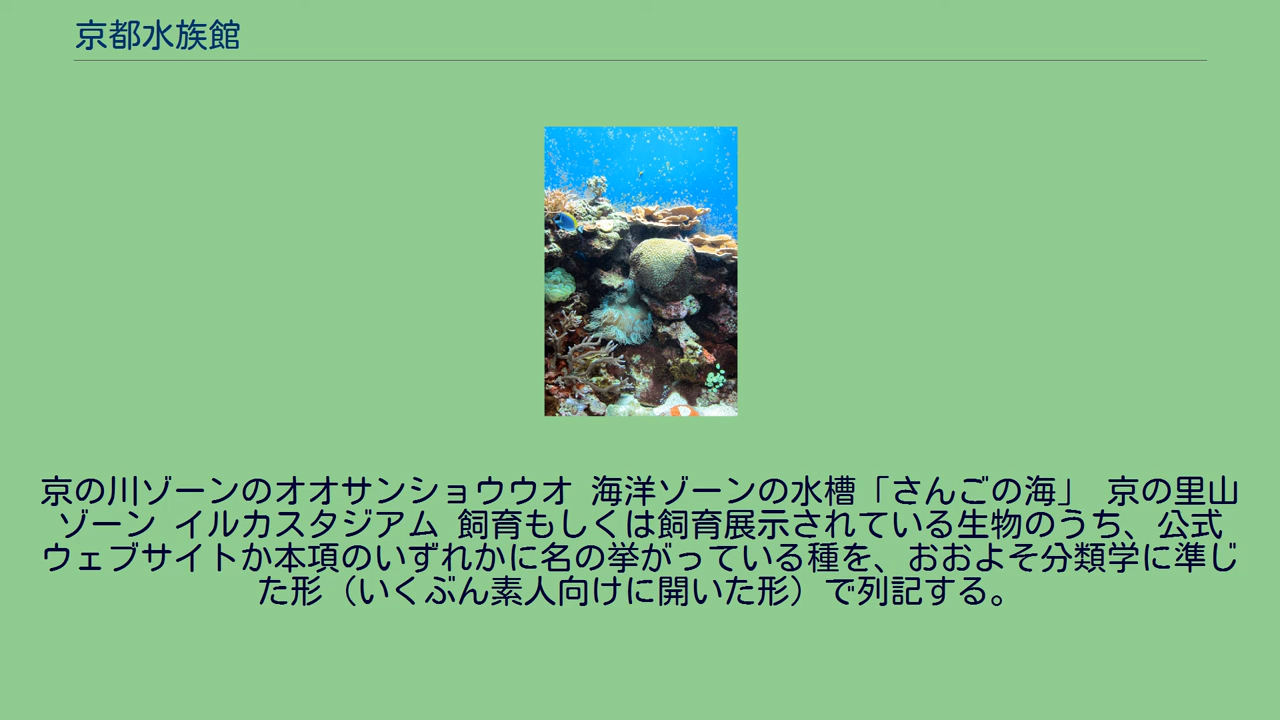 京都水族館
京の川ゾーンのオオサンショウウオ 海洋ゾーンの水槽「さんごの海」 京の里山
ゾーン イルカスタジアム 飼育もしくは飼育展示されている生物のうち、公式
ウェブサイトか本項のいずれかに名の挙がっている種を、おおよそ分類学に準じ
た形（いくぶん素人向けに開いた形）で列記する。